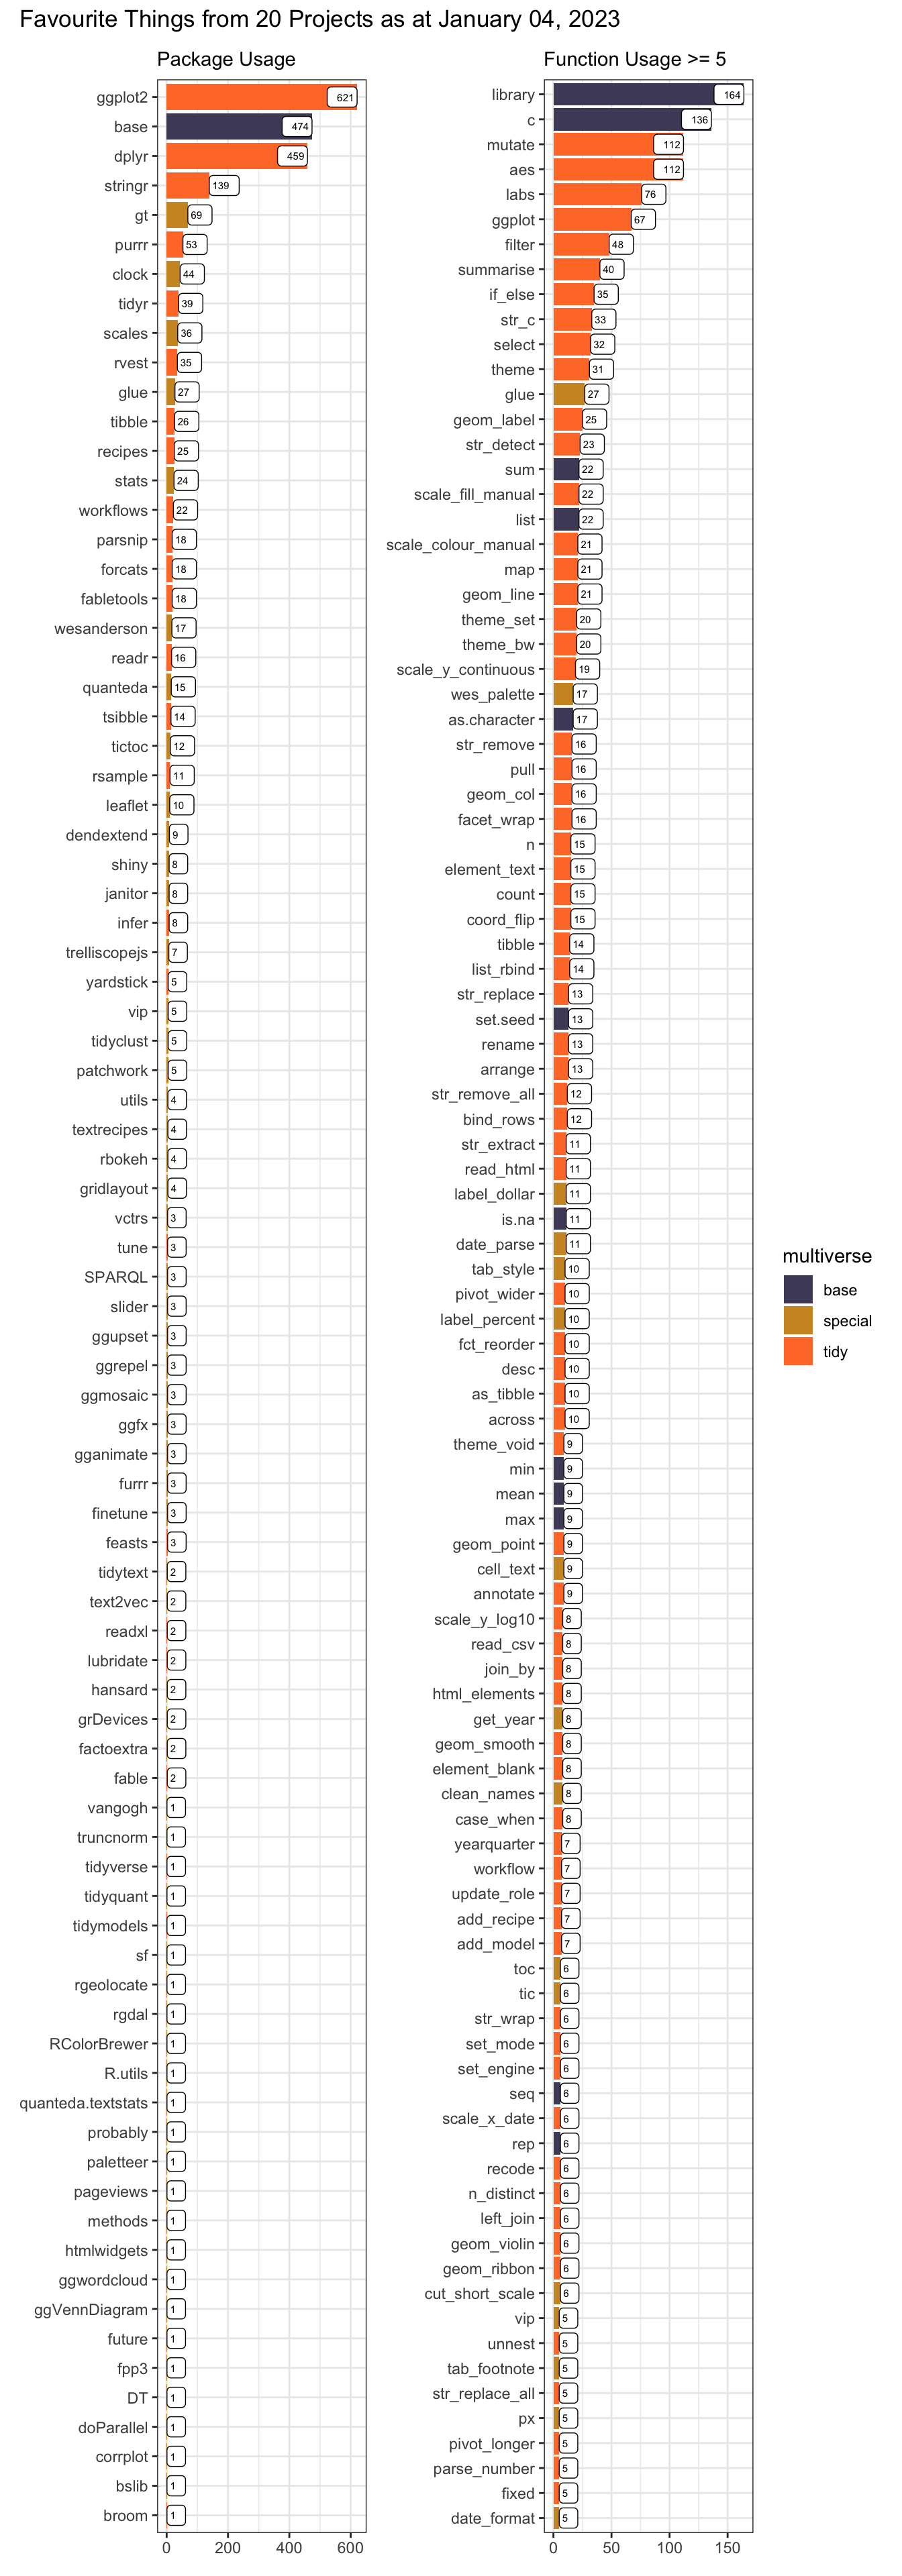 Favourite Things from 20 Projects as at January 04, 2023
Package Usage
ggplot2 621
base 474
dplyr 459
stringr 139
gt 69
purrr 53
clock 44
tidyr 39
scales 36
rvest 35
glue 27
tibble 26
recipes 25
stats 24
workflows 22
parsnip 18
forcats 18
fabletools 18
wesanderson 17
readr 16
quanteda 15
tsibble 14
tictoc 12
rsample 11
leaflet 10
dendextend 9
shiny 8
janitor 8
infer 8
trelliscopejs 7
yardstick 5
vip 5
tidyclust 5
patchwork 5
utils 4
textrecipes 4
rbokeh 4
gridlayout 4
vctrs 3
tune 3
SPARQL 3
slider 3
ggupset 3
ggrepel 3
ggmosaic 3
ggfx 3
gganimate 3
furrr 3
finetune 3
feasts 3
tidytext 2
text2vec 2
readxl 2
lubridate 2
hansard 2
grDevices 2
factoextra 2
fable 2
vangogh 1
truncnorm 1
tidyverse 1
tidyquant 1
tidymodels 1
sf 1
rgeolocate 1
rgdal 1
RColorBrewer 1
R.utils 1
quanteda.textstats 1
probably 1
paletteer 1
pageviews 1
methods 1
htmlwidgets 1
ggwordcloud 1
ggVennDiagram 1
future 1
fpp3 1
DT 1
doParallel 1
corrplot 1
bslib 1
broom 1
0 200 400 600
Function Usage >= 5
library 164
c 136
mutate 112
aes 112
labs 76
ggplot 67
filter 48
summarise 40
if_else 35
str_c 33
select 32
theme 31
glue 27
geom_label 25
str_detect 23
sum 22
scale_fill_manual 22
list 22
scale_colour_manual 21
map 21
geom_line 21
theme_set 20
theme_bw 20
scale_y_continuous 19
wes_palette 17
as.character 17
str_remove 16
pull 16
geom_col 16
facet_wrap 16
n 15
element_text 15
count 15
coord_flip 15
tibble 14
list_rbind 14
str_replace 13
set.seed 13
rename 13
arrange 13
str_remove_all 12
bind_rows 12
str_extract 11
read_html 11
label_dollar 11
is.na 11
date_parse 11
tab_style 10
pivot_wider 10
label_percent 10
fct_reorder 10
desc 10
as_tibble 10
across 10
theme_void 9
min 9
mean 9
max 9
geom_point 9
cell_text 9
annotate 9
scale_y_log10 8
read_csv 8
join_by 8
html_elements 8
get_year 8
geom_smooth 8
element_blank 8
clean_names 8
case_when 8
yearquarter 7
workflow 7
update_role 7
add_recipe 7
add_model 7
toc 6
tic 6
str_wrap 6
set_mode 6
set_engine 6
seq 6
scale_x_date 6
rep 6
recode 6
n_distinct 6
left_join 6
geom_violin 6
geom_ribbon 6
cut_short_scale 6
vip 5
unnest 5
tab_footnote 5
str_replace_all 5
px 5
pivot_longer 5
parse_number 5
fixed 5
date_format 5
0 50 100 150
multiverse
base
special
tidy